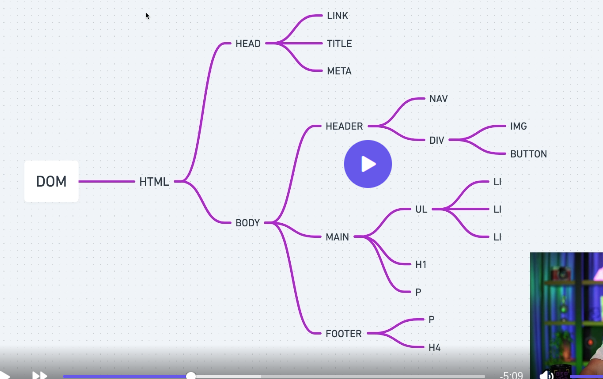 LINK
HEAD
TITLE
META
NAV
HEADER
IMG
DIV
BUTTON
DOM
HTML
LI
UL
LI
BODY
MAIN
LI
H1
P
P
FOOTER
H4
-5:09